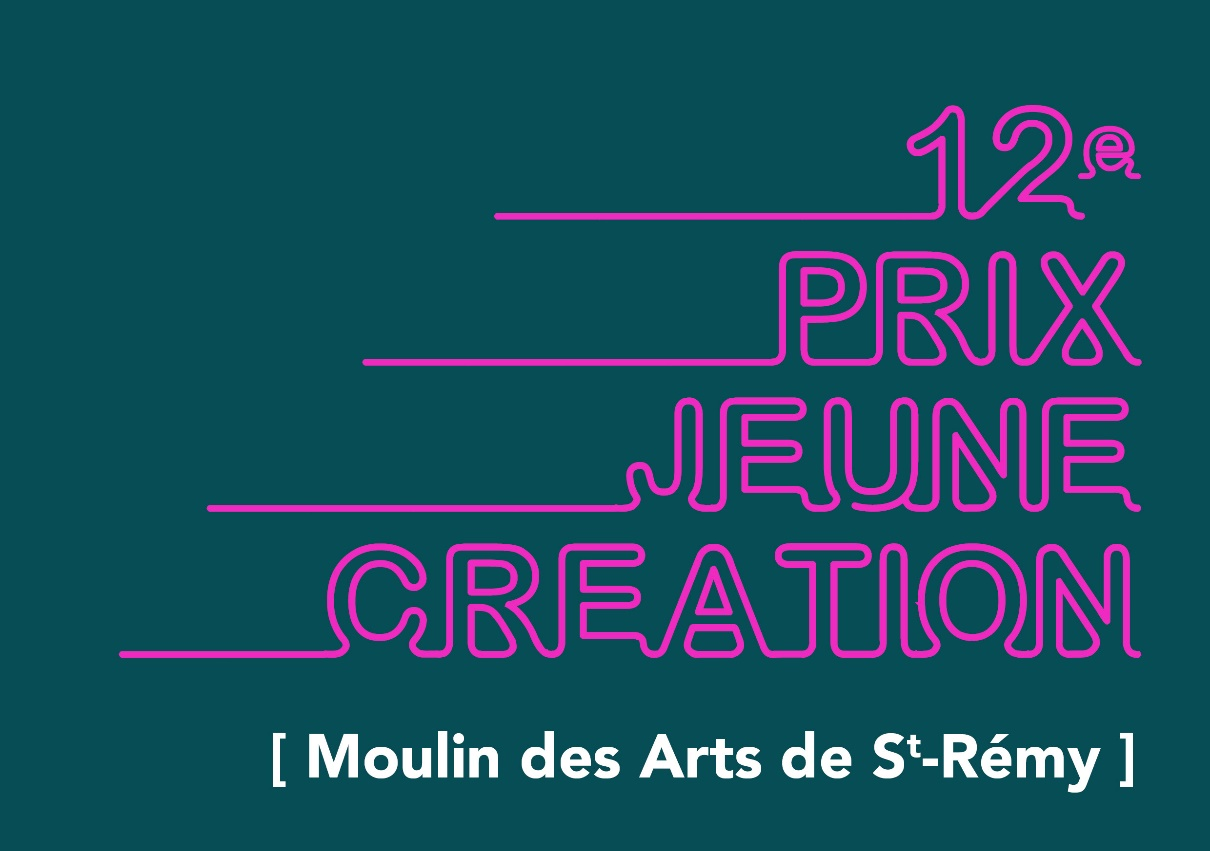 12e
PRIX
JEUNE
CREATION
[ Moulin des Arts de St-Rémy ]